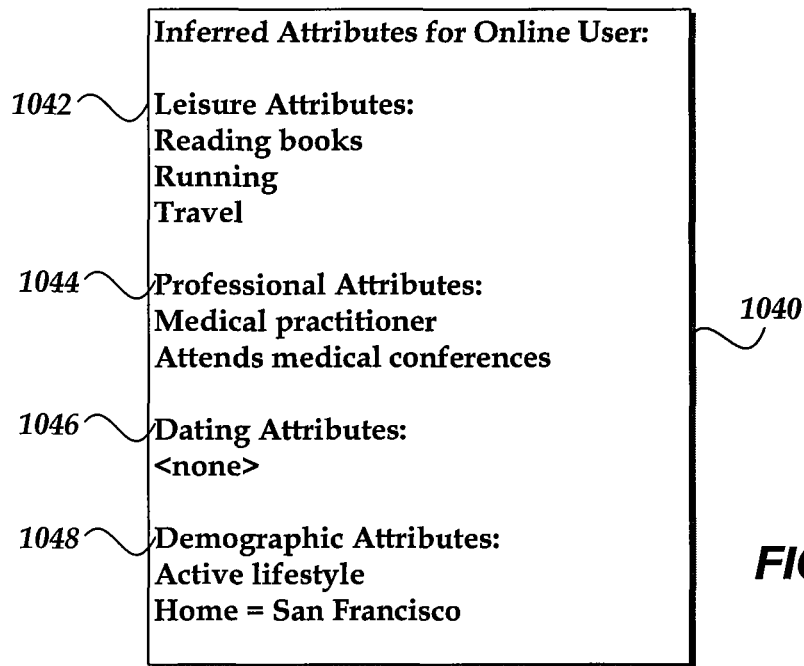 Inferred Attributes for Online User:
1042 Leisure Attributes:
Reading books
Running
Travel
1044 Professional Attributes:
Medical practitioner
Attends medical conferences
1040
1046 Dating Attributes:
<none>
1048 Demographic Attributes:
Active lifestyle
Home = San Francisco